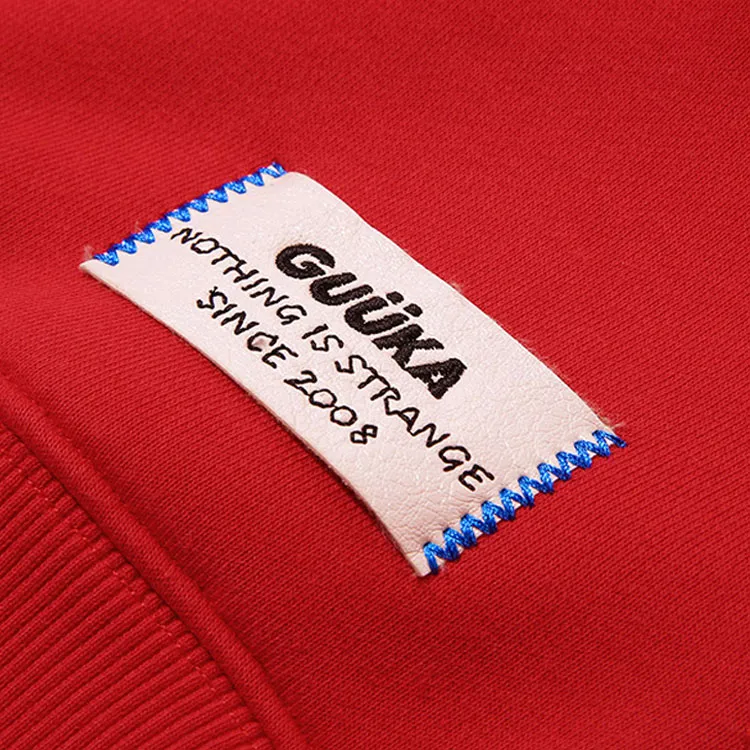 GUÜKA
NOTHING IS STRANGE
SINCE 2008